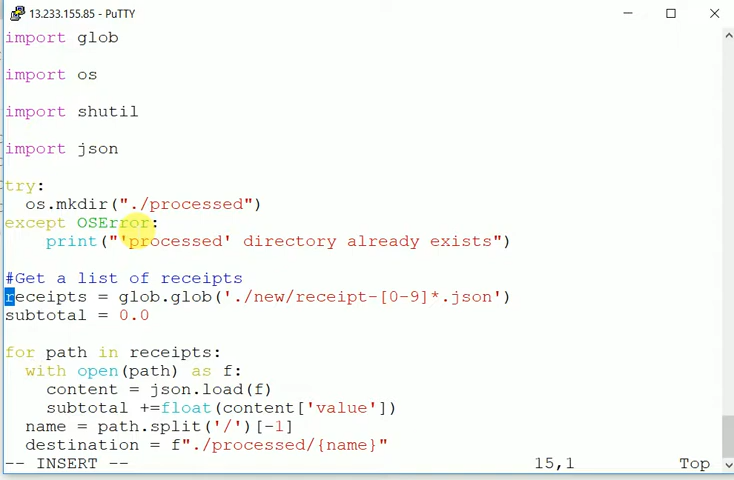 13.233.155.85 - PuTTY
import glob
import os
import shutil
import json
try:
  os.mkdir("./processed")
except OSError:
    print("'processed' directory already exists")
#Get a list of receipts
receipts = glob.glob('./new/receipt-[0-9]*.json')
subtotal = 0.0
for path in receipts:
  with open(path) as f:
    content = json.load(f)
    subtotal +=float(content['value'])
  name = path.split('/')[-1]
  destination = f"./processed/{name}"
-- INSERT -- 15,1 Top